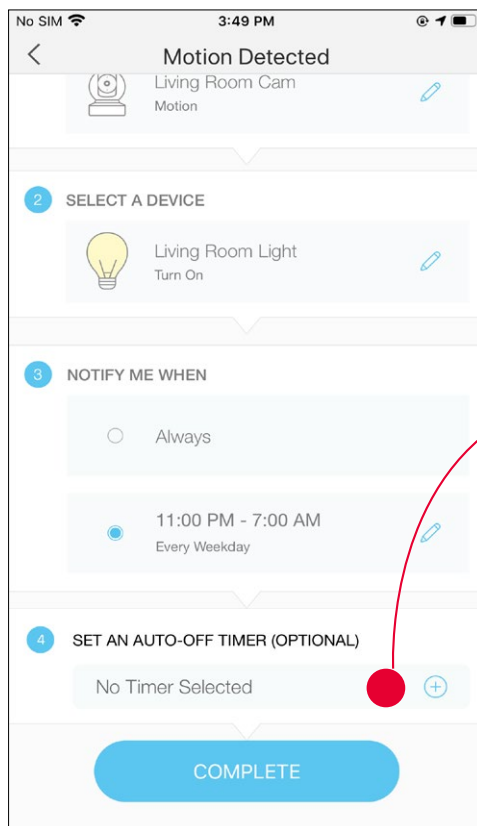 No SIM 3:49 PM
Motion Detected
Living Room Cam
Motion
2 SELECT A DEVICE
Living Room Light
Turn On
3 NOTIFY ME WHEN
Always
11:00 PM - 7:00 AM
Every Weekday
4 SET AN AUTO-OFF TIMER (OPTIONAL)
No Timer Selected
COMPLETE